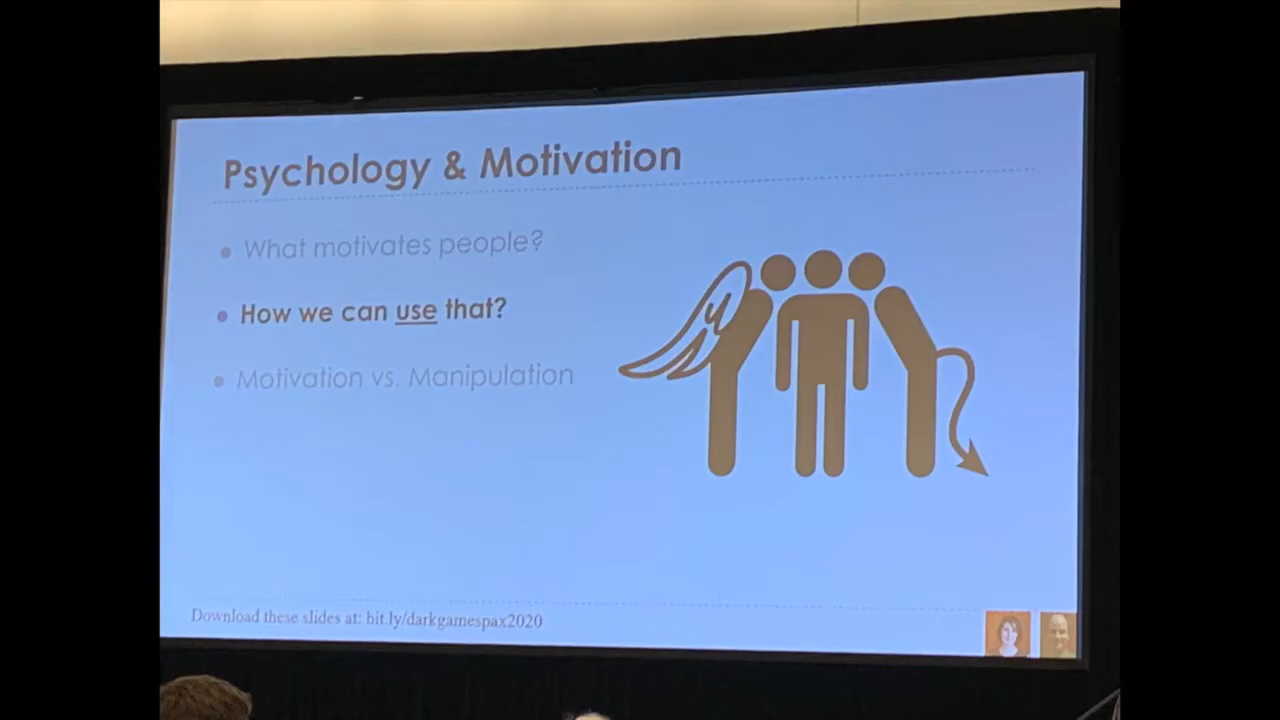 Psychology & Motivation
What motivates people?
How we can use that?
Motivation vs. Manipulation
Download these slides at: bit.ly/darkgamespax2020